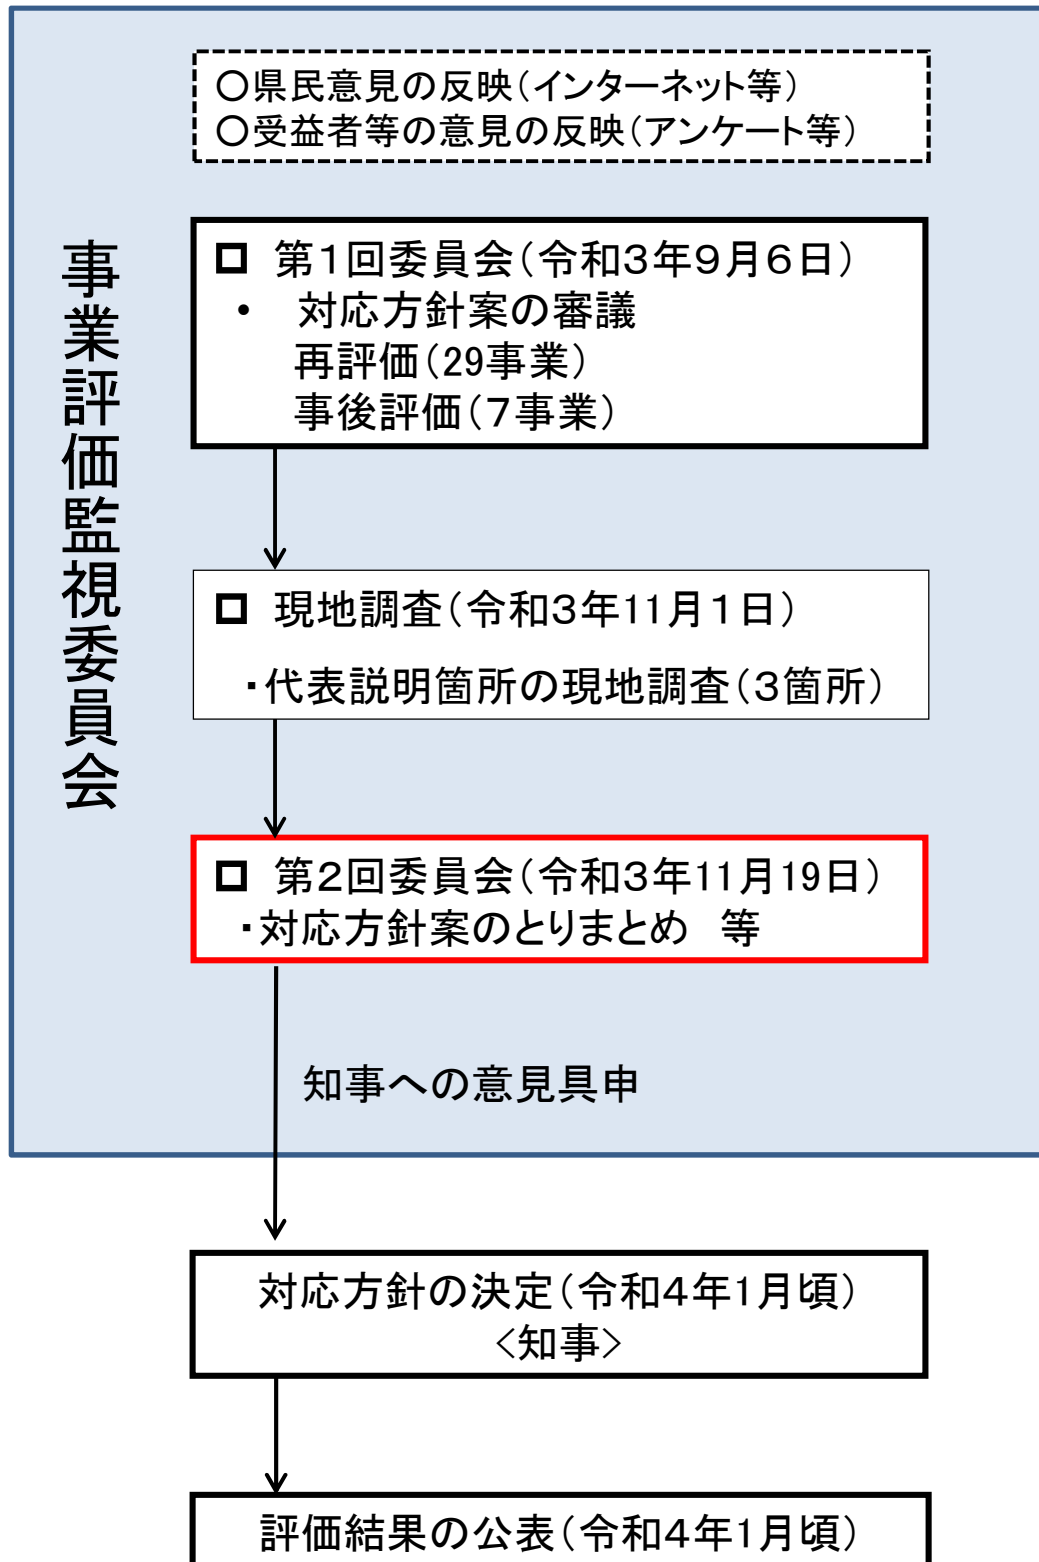 ○県民意見の反映(インターネット等)
○受益者等の意見の反映(アンケート等)
事業評価監視委員会
第1回委員会(令和3年9月6日)
• 対応方針案の審議
再評価(29事業)
事後評価(7事業)
現地調査(令和3年11月1日)
・代表説明箇所の現地調査(3箇所)
第2回委員会(令和3年11月19日)
・対応方針案のとりまとめ 等
知事への意見具申
対応方針の決定(令和4年1月頃)
<知事>
評価結果の公表(令和4年1月頃)